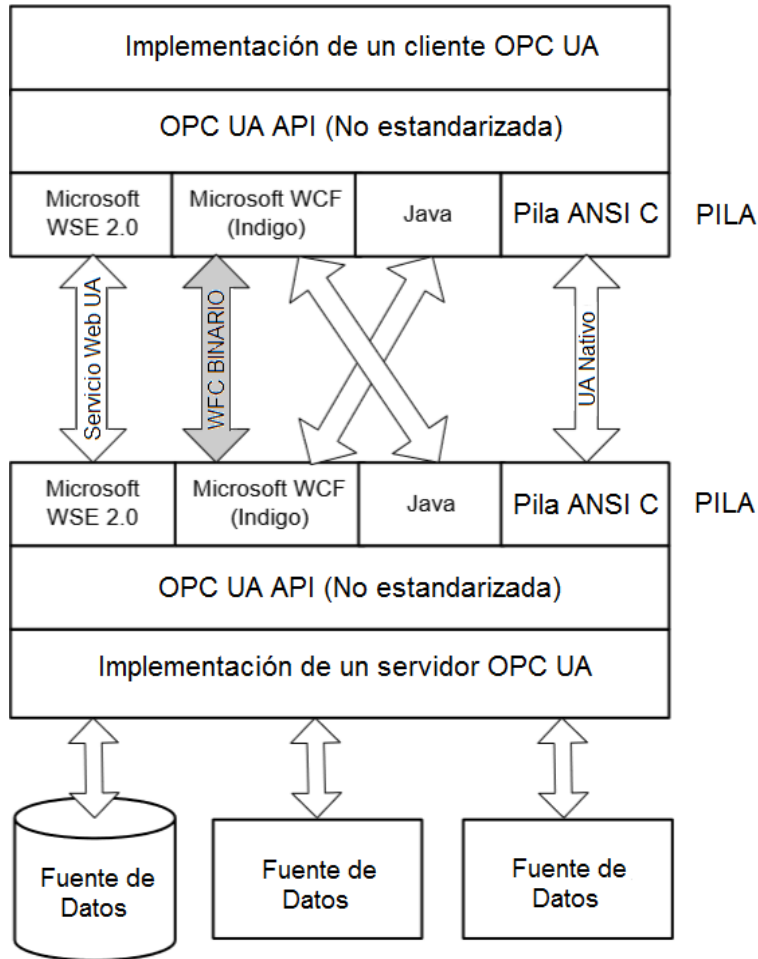 Implementación de un cliente OPC UA
OPC UA API (No estandarizada)
Microsoft
WSE 2.0
Microsoft WCF
(Indigo)
Java
Pila ANSI C
PILA
Servicio Web UA
WFC BINARIO
UA Nativo
Microsoft
WSE 2.0
Microsoft WCF
(Indigo)
Java
Pila ANSI C
PILA
OPC UA API (No estandarizada)
Implementación de un servidor OPC UA
Fuente de
Datos
Fuente de
Datos
Fuente de
Datos